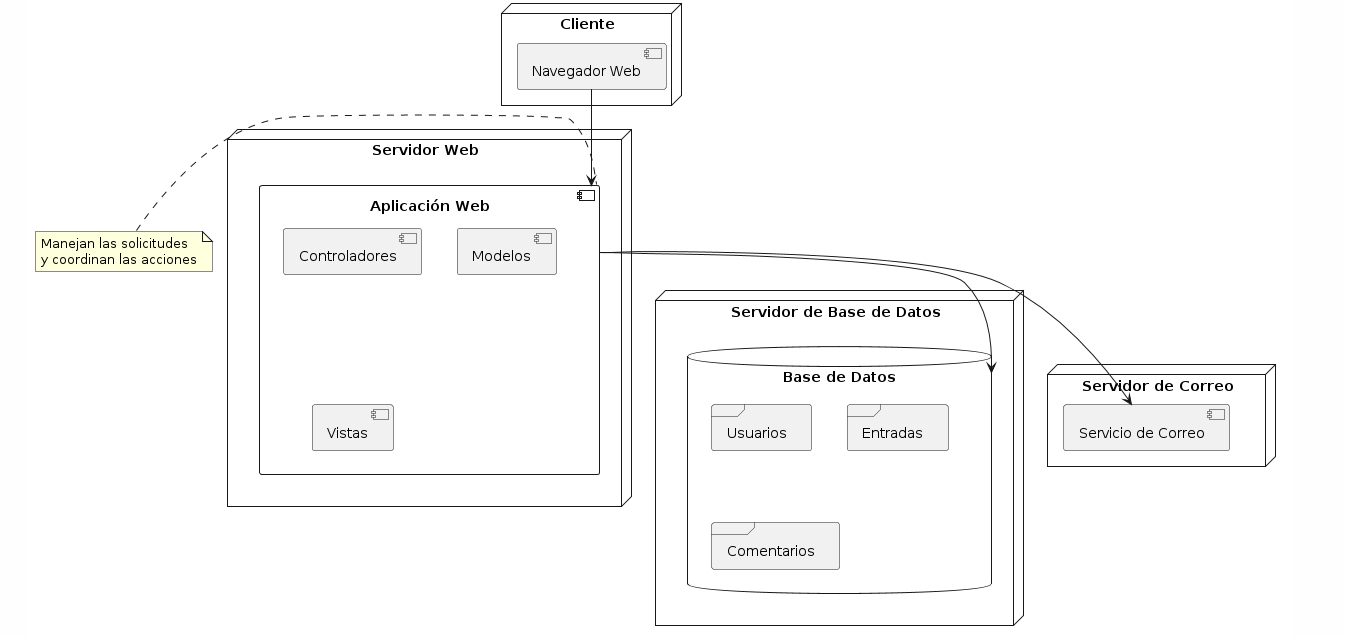 Cliente
Navegador Web
Servidor Web
Aplicación Web
Manejan las solicitudes
y coordinan las acciones
Controladores
Modelos
Vistas
Servidor de Base de Datos
Base de Datos
Usuarios
Entradas
Comentarios
Servidor de Correo
Servicio de Correo